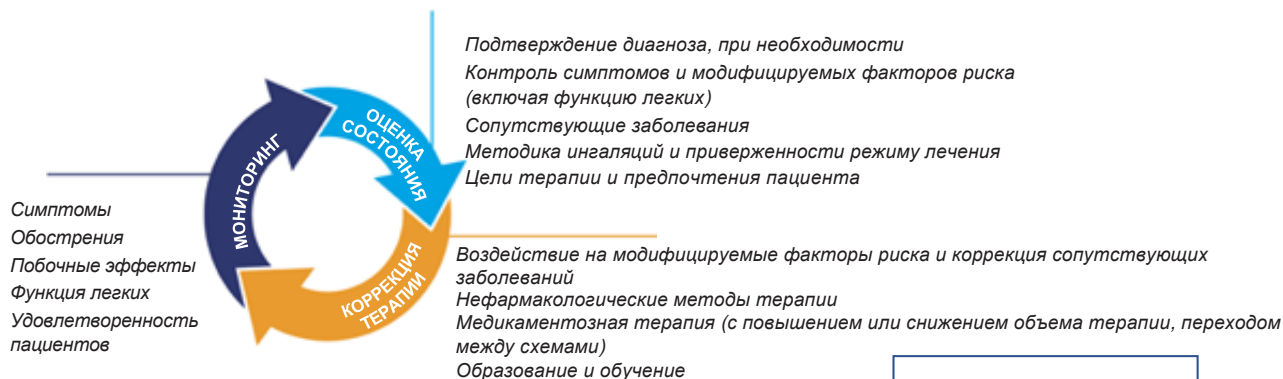 Подтверждение диагноза, при необходимости
Контроль симптомов и модифицируемых факторов риска
(включая функцию легких)
Сопутствующие заболевания
Методика ингаляций и приверженности режиму лечения
Цели терапии и предпочтения пациента
ОЦЕНКА
СОСТОЯНИЯ
МОНИТОРИНГ
КОРРЕКЦИЯ
ТЕРАПИИ
Симптомы
Обострения
Побочные эффекты
Функция легких
Удовлетворенность
пациентов
Воздействие на модифицируемые факторы риска и коррекция сопутствующих
заболеваний
Нефармакологические методы терапии
Медикаментозная терапия (с повышением или снижением объема терапии, переходом
между схемами)
Образование и обучение